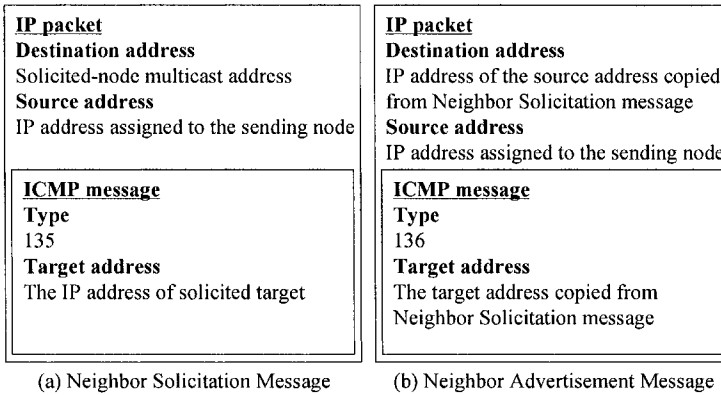 IP packet
Destination address
Solicited-node multicast address
Source address
IP address assigned to the sending node
ICMP message
Type
135
Target address
The IP address of solicited target
(a) Neighbor Solicitation Message
IP packet
Destination address
IP address of the source address copied
from Neighbor Solicitation message
Source address
IP address assigned to the sending node
ICMP message
Type
136
Target address
The target address copied from
Neighbor Solicitation message
(b) Neighbor Advertisement Message